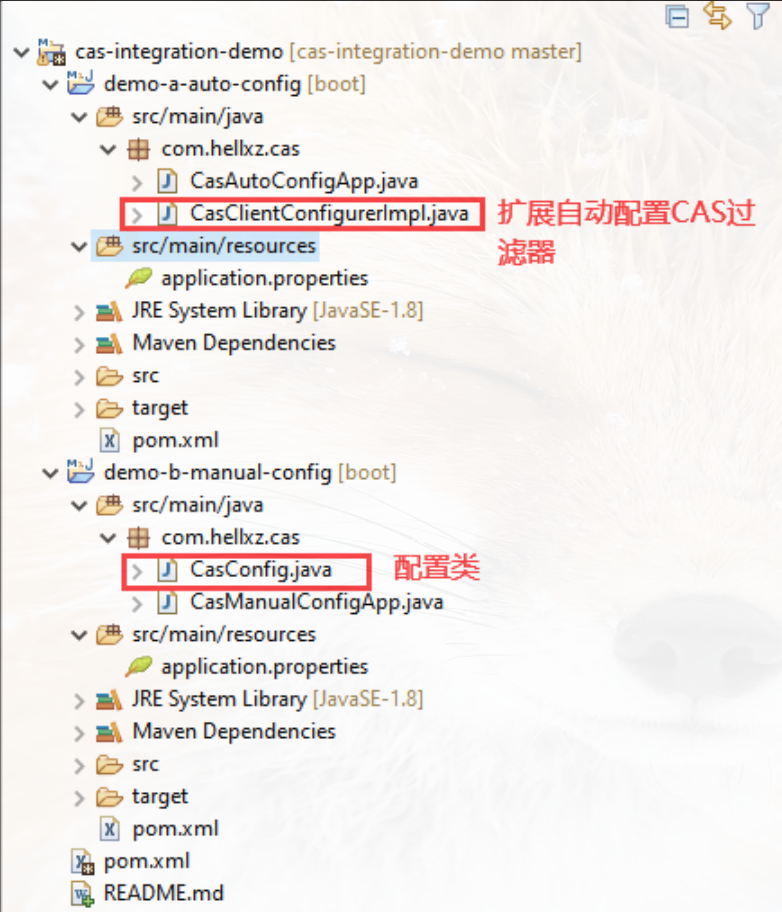 cas-integration-demo [cas-integration-demo master]
demo-a-auto-config [boot]
src/main/java
com.hellxz.cas
CasAutoConfigApp.java
CasClientConfigurerImpl.java 扩展自动配置CAS过
滤器
src/main/resources
application.properties
JRE System Library [JavaSE-1.8]
Maven Dependencies
src
target
pom.xml
demo-b-manual-config [boot]
src/main/java
com.hellxz.cas
CasConfig.java 配置类
CasManualConfigApp.java
src/main/resources
application.properties
JRE System Library [JavaSE-1.8]
Maven Dependencies
src
target
pom.xml
pom.xml
README.md